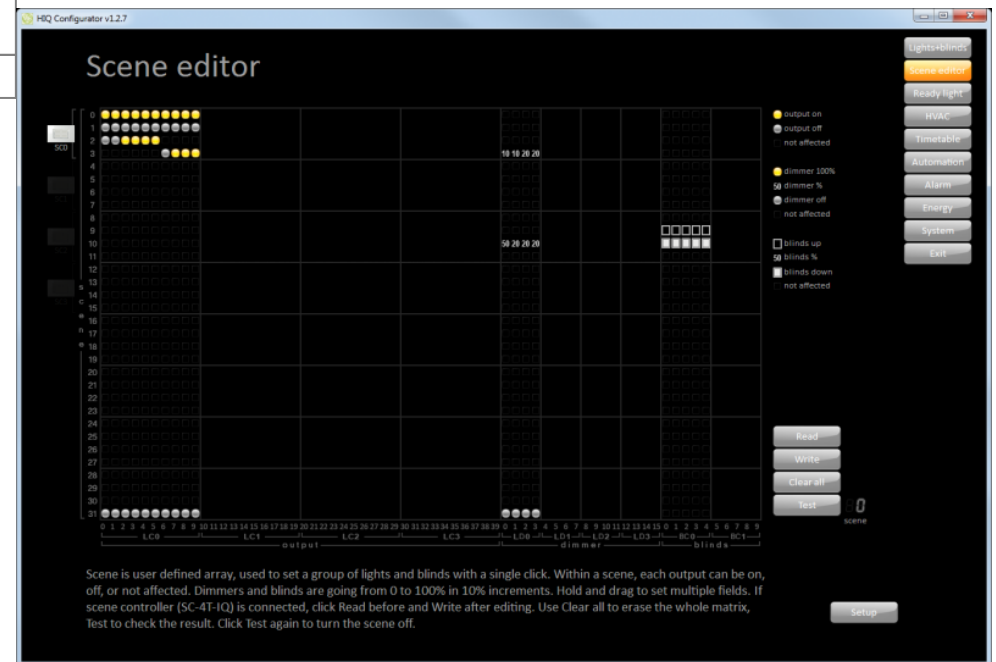 HIQ Configurator v1.2.7
Scene editor
Lights+blinds
Scene editor
Ready light
HVAC
Timetable
Automation
Alarm
Energy
System
Exit
SC0
scene
0
1
2
3
4
5
6
7
8
9
10
11
12
13
14
15
16
17
18
19
20
21
22
23
24
25
26
27
28
29
30
31
10 10 20 20
50 20 20 20
output on
output off
not affected
dimmer 100%
50 dimmer %
dimmer off
not affected
blinds up
50 blinds %
blinds down
not affected
Read
Write
Clear all
Test
0
scene
0 1 2 3 4 5 6 7 8 9 10 11 12 13 14 15 16 17 18 19 20 21 22 23 24 25 26 27 28 29 30 31 32 33 34 35 36 37 38 39 0 1 2 3 4 5 6 7 8 9 10 11 12 13 14 15 0 1 2 3 4 5 6 7 8 9
LC0 LC1 LC2 LC3 LD0 LD1 LD2 LD3 BC0 BC1
output dimmer blinds
Scene is user defined array, used to set a group of lights and blinds with a single click. Within a scene, each output can be on,
off, or not affected. Dimmers and blinds are going from 0 to 100% in 10% increments. Hold and drag to set multiple fields. If
scene controller (SC-4T-IQ) is connected, click Read before and Write after editing. Use Clear all to erase the whole matrix,
Test to check the result. Click Test again to turn the scene off.
Setup